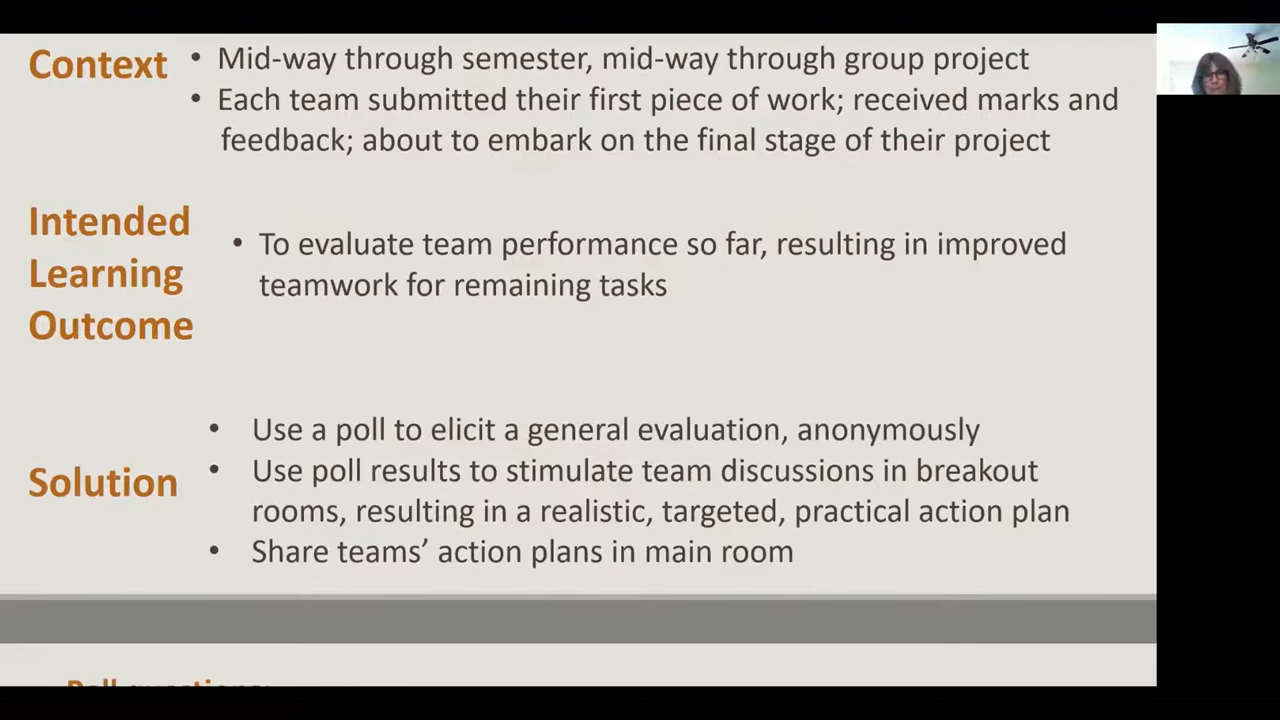 Context
• Mid-way through semester, mid-way through group project
• Each team submitted their first piece of work; received marks and
feedback; about to embark on the final stage of their project
Intended
Learning
Outcome
• To evaluate team performance so far, resulting in improved
teamwork for remaining tasks
Solution
• Use a poll to elicit a general evaluation, anonymously
• Use poll results to stimulate team discussions in breakout
rooms, resulting in a realistic, targeted, practical action plan
• Share teams’ action plans in main room
Poll questions: